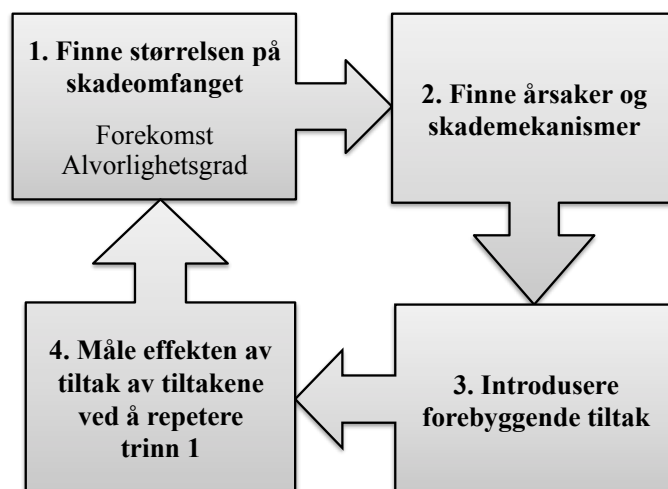 1. Finne størrelsen på
skadeomfanget
Forekomst
Alvorlighetsgrad
2. Finne årsaker og
skademekanismer
3. Introdusere
forebyggende tiltak
4. Måle effekten av
tiltak av tiltakene
ved å repetere
trinn 1